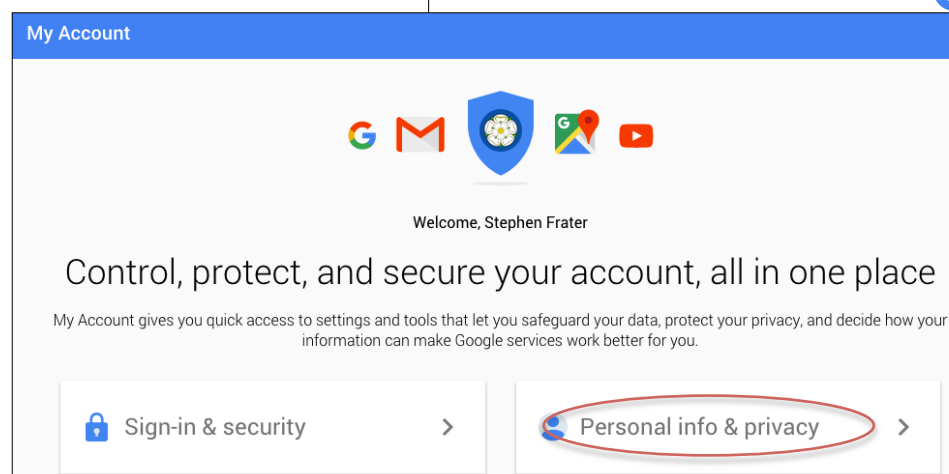 My Account
G
G
Welcome, Stephen Frater
Control, protect, and secure your account, all in one place
My Account gives you quick access to settings and tools that let you safeguard your data, protect your privacy, and decide how your
information can make Google services work better for you.
Sign-in & security
Personal info & privacy